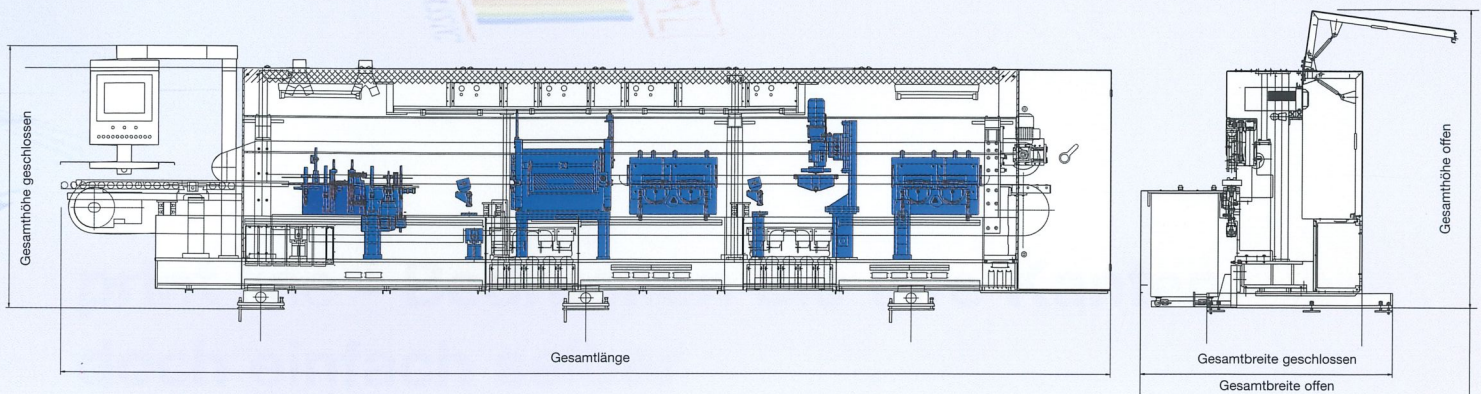 Gesamthöhe geschlossen
Gesamtlänge
Gesamthöhe offen
Gesamtbreite geschlossen
Gesamtbreite offen